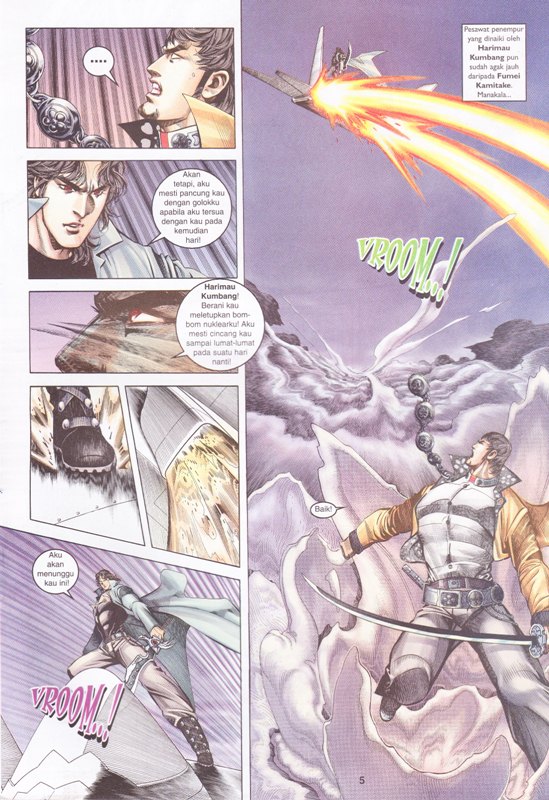 ....
Akan
tetapi, aku
mesti pancung kau
dengan golokku
apabila aku tersua
dengan kau pada
kemudian
hari!
Harimau
Kumbang!
Berani kau
meletupkan bom-
bom nuklearku! Aku
mesti cincang kau
sampai lumat-lumat
pada suatu hari
nanti!
Aku
akan
menunggu
kau ini!
VROOM...!
Pesawat penempur
yang dinaiki oleh
Harimau
Kumbang pun
sudah agak jauh
daripada Fumei
Kamitake.
Manakala...
VROOM...!
Baik!
5